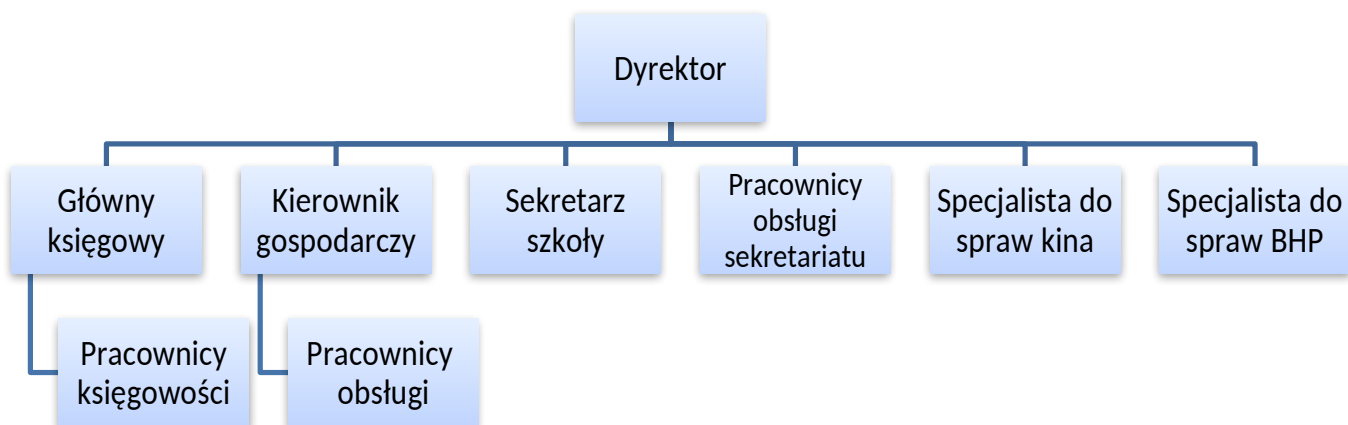 Dyrektor
Główny
księgowy
Kierownik
gospodarczy
Sekretarz
szkoły
Pracownicy
obsługi
sekretariatu
Specjalista do
spraw kina
Specjalista do
spraw BHP
Pracownicy
księgowości
Pracownicy
obsługi